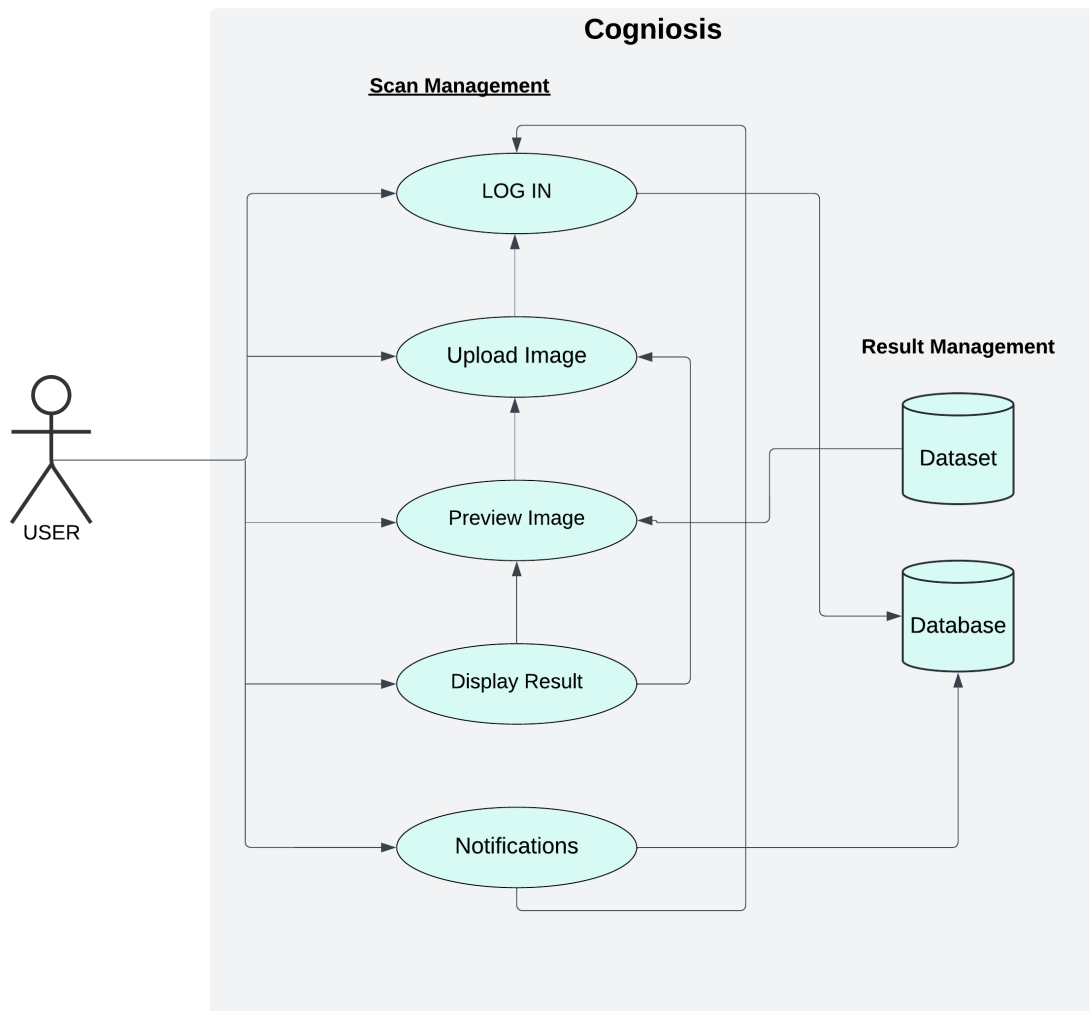 Cogniosis
Scan Management
LOG IN
Upload Image
Result Management
Dataset
USER
Preview Image
Database
Display Result
Notifications